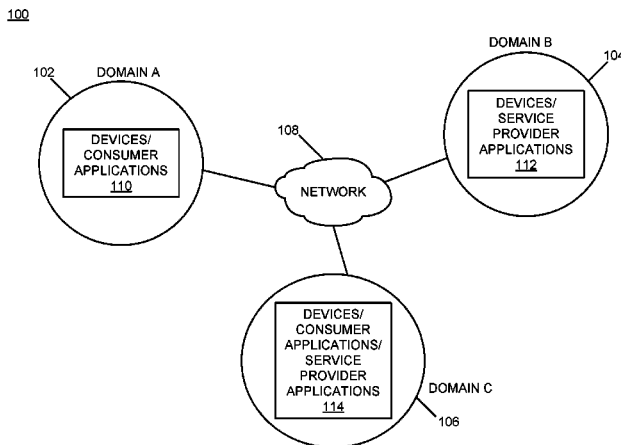 100
102
DOMAIN A
DEVICES/
CONSUMER
APPLICATIONS
110
108
NETWORK
DOMAIN B
104
DEVICES/
SERVICE
PROVIDER
APPLICATIONS
112
DEVICES/
CONSUMER
APPLICATIONS/
SERVICE
PROVIDER
APPLICATIONS
114
DOMAIN C
106